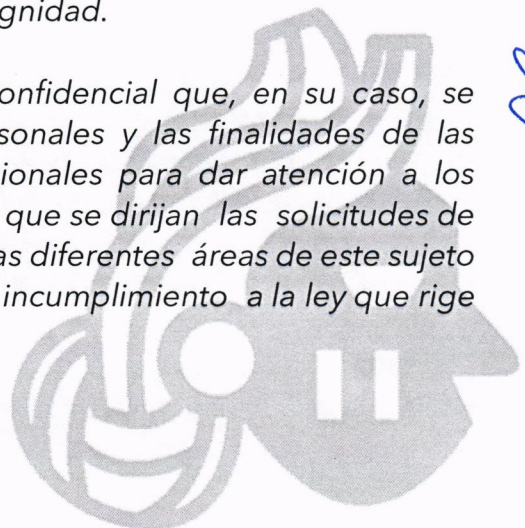 gnidad.
onfidencial que, en su caso, se
sonales y las finalidades de las
ionales para dar atención a los
que se dirijan las solicitudes de
as diferentes áreas de este sujeto
incumplimiento a la ley que rige